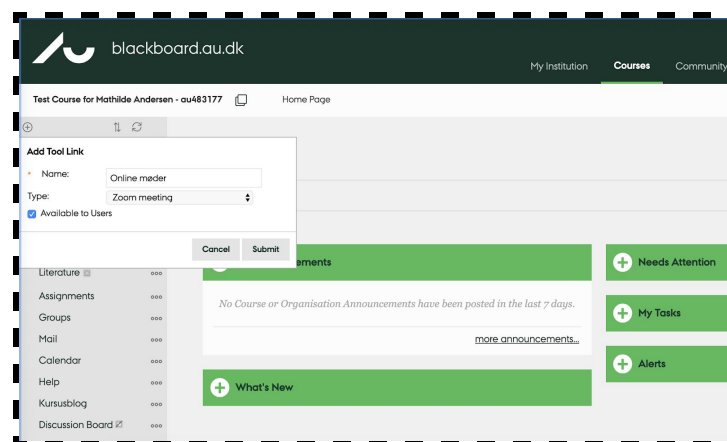 blackboard.au.dk
My Institution
Courses
Community
Test Course for Mathilde Andersen - au483177
Home Page
Add Tool Link
* Name: Online møder
Type: Zoom meeting
Available to Users
Cancel Submit
ements
Needs Attention
Literature
No Course or Organisation Announcements have been posted in the last 7 days.
more announcements...
Assignments
Groups
Mail
Calendar
Help
Kursusblog
Discussion Board
My Tasks
Alerts
What's New